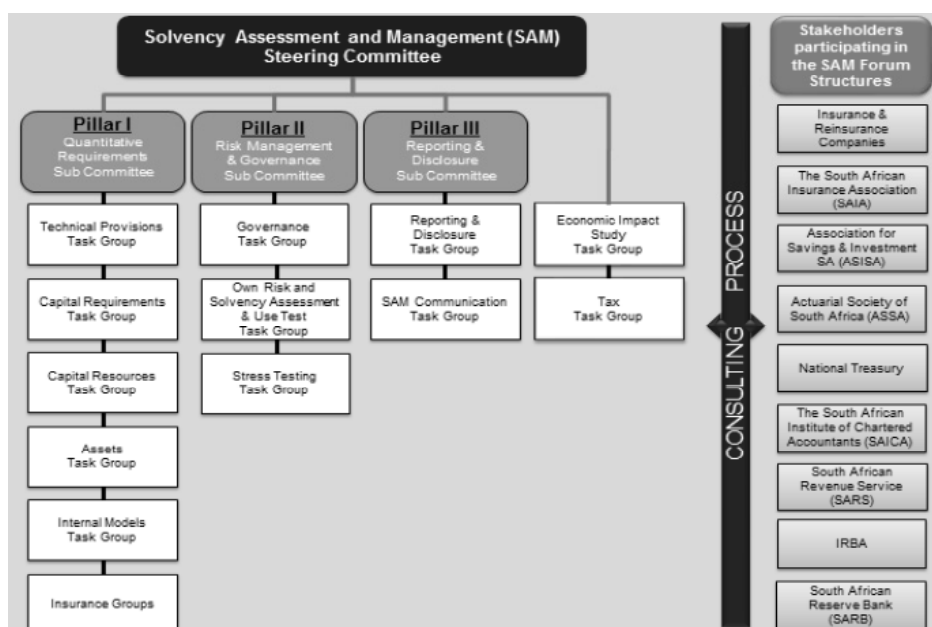 Solvency Assessment and Management (SAM)
Steering Committee
Pillar I
Quantitative
Requirements
Sub Committee
Technical Provisions
Task Group
Capital Requirements
Task Group
Capital Resources
Task Group
Assets
Task Group
Internal Models
Task Group
Insurance Groups
Pillar II
Risk Management
& Governance
Sub Committee
Governance
Task Group
Own Risk and
Solvency Assessment
& Use Test
Task Group
Stress Testing
Task Group
Pillar III
Reporting &
Disclosure
Sub Committee
Reporting &
Disclosure
Task Group
SAM Communication
Task Group
Economic Impact
Study
Task Group
Tax
Task Group
CONSULTING PROCESS
Stakeholders
participating in
the SAM Forum
Structures
Insurance &
Reinsurance
Companies
The South African
Insurance Association
(SAIA)
Association for
Savings & Investment
SA (ASISA)
Actuarial Society of
South Africa (ASSA)
National Treasury
The South African
Institute of Chartered
Accountants (SAICA)
South African
Revenue Service
(SARS)
IRBA
South African
Reserve Bank
(SARB)